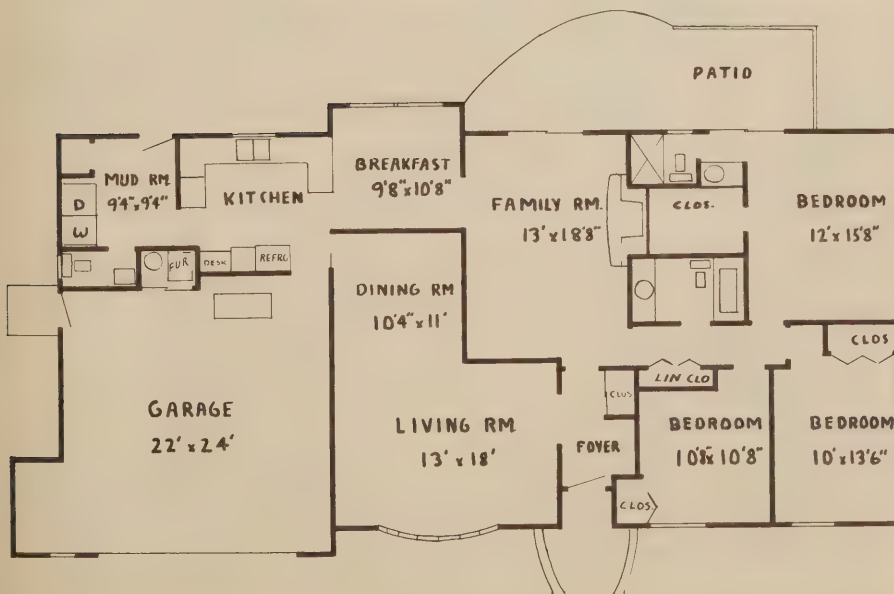 PATIO
MUD RM.
9'4"x9'4"
D
W
KITCHEN
BREAKFAST
9'8"x10'8"
FAMILY RM.
13'x18'8"
CLOS.
BEDROOM
12'x15'8"
FUR
DESK
REFRG
DINING RM
10'4"x11'
CLOS
LIN CLO
CLOS
GARAGE
22'x24'
LIVING RM.
13'x18'
FOYER
BEDROOM
10'8"x10'8"
BEDROOM
10'x13'6"
CLOS.